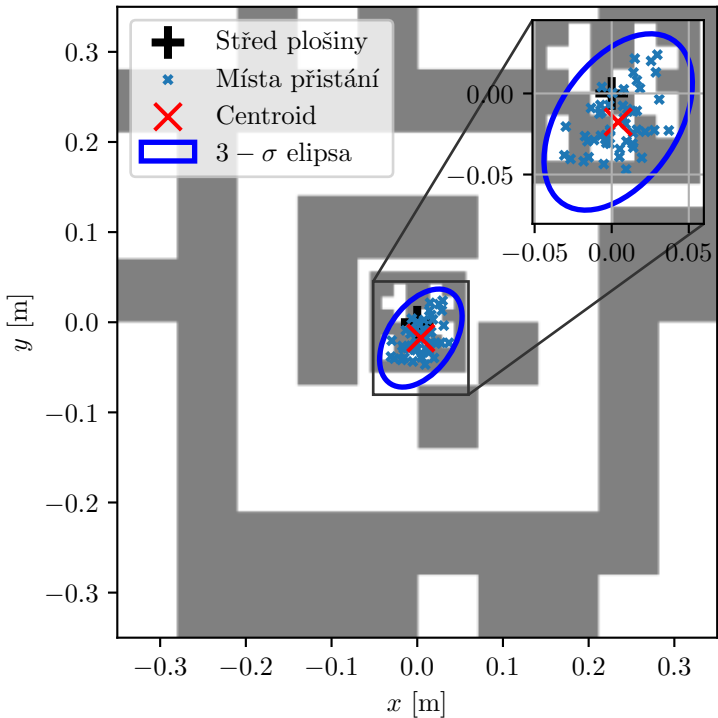 Střed plošiny
Místa přistání
Centroid
3 − σ elipsa
0.00
−0.05
−0.05 0.00 0.05
0.3
0.2
0.1
0.0
−0.1
−0.2
−0.3
y [m]
−0.3 −0.2 −0.1 0.0 0.1 0.2 0.3
x [m]